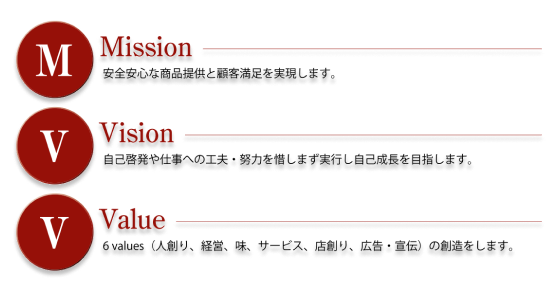 M
Mission
安全安心な商品提供と顧客満足を実現します。
V
Vision
自己啓発や仕事への工夫・努力を惜しまず実行し自己成長を目指します。
V
Value
6 values（人創り、経営、味、サービス、店創り、広告・宣伝）の創造をします。